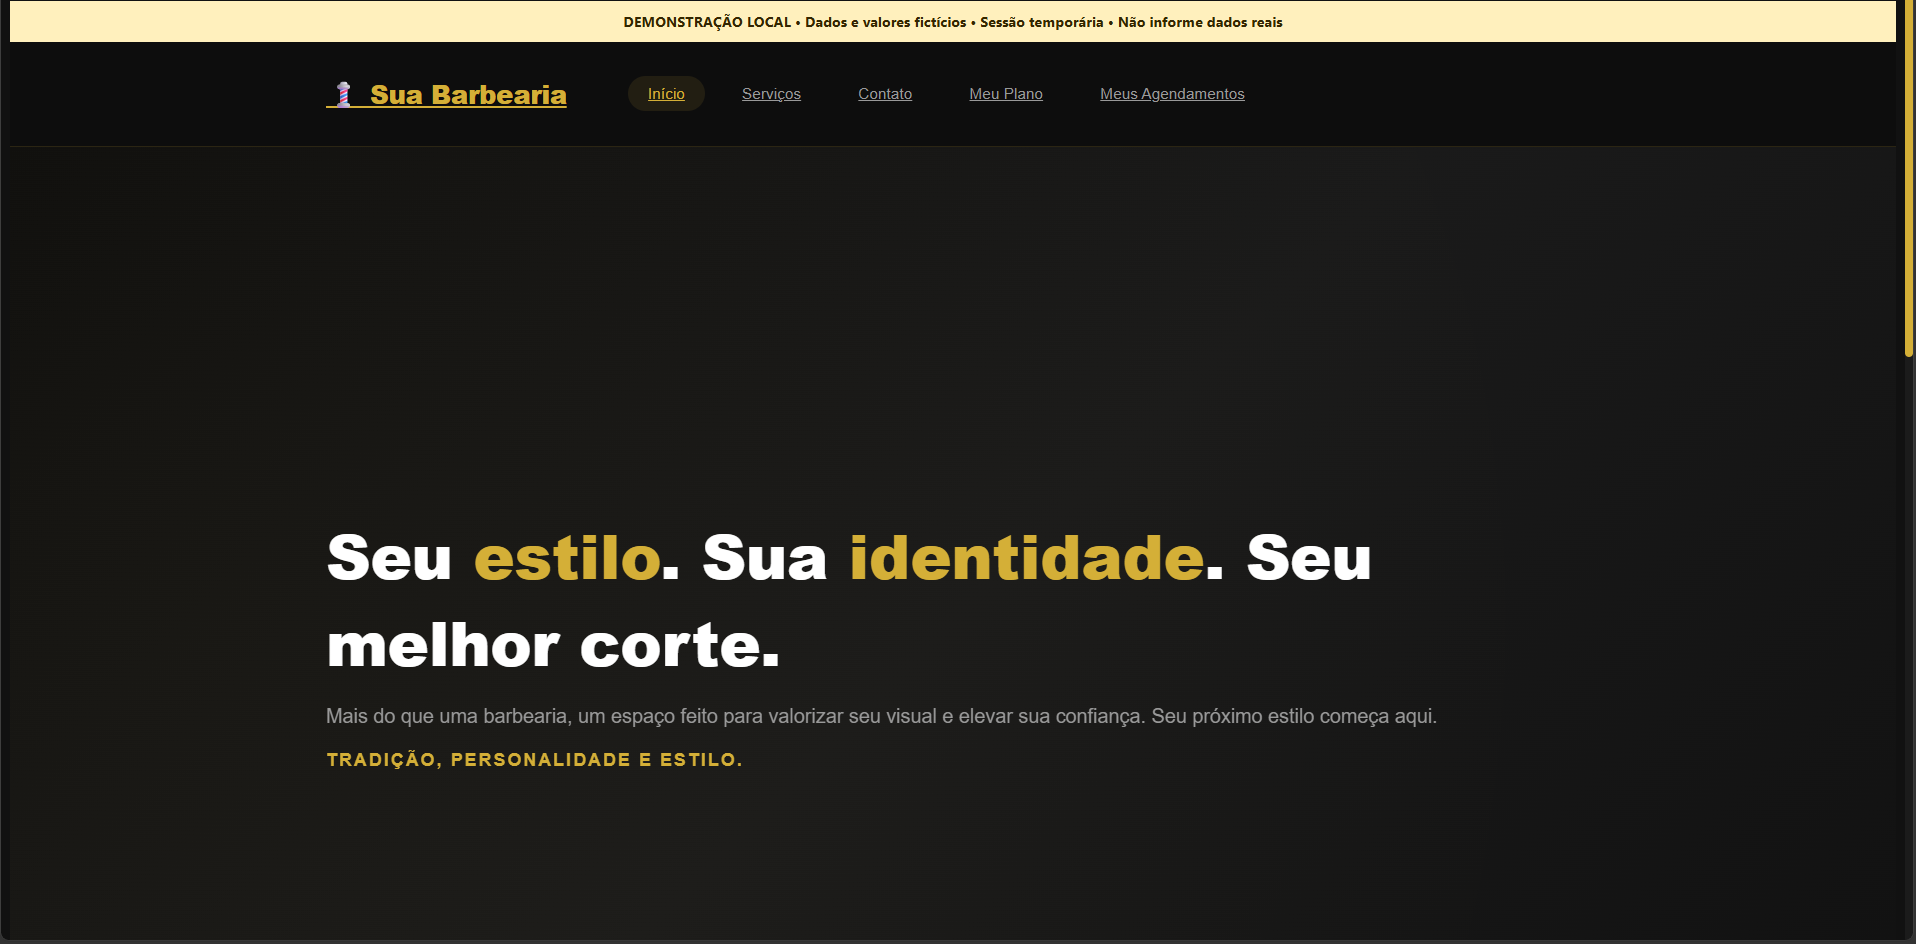 DEMONSTRAÇÃO LOCAL • Dados e valores fictícios • Sessão temporária • Não informe dados reais
Sua Barbearia Início Serviços Contato Meu Plano Meus Agendamentos
Seu estilo. Sua identidade. Seu
melhor corte.
Mais do que uma barbearia, um espaço feito para valorizar seu visual e elevar sua confiança. Seu próximo estilo começa aqui.
TRADIÇÃO, PERSONALIDADE E ESTILO.